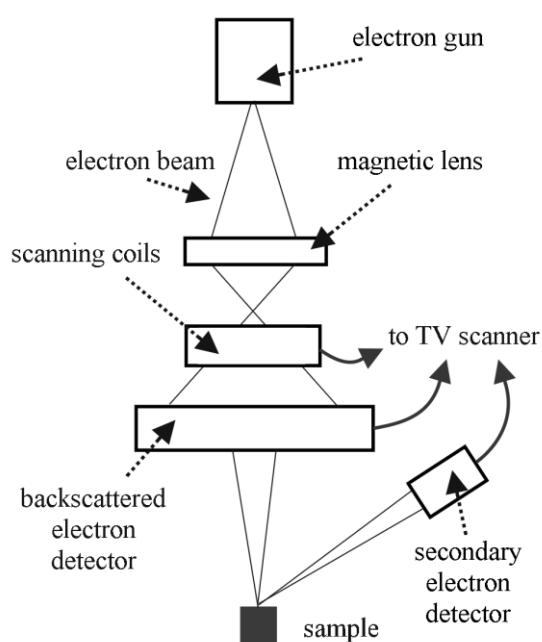 electron gun
electron beam
magnetic lens
scanning coils
to TV scanner
backscattered
electron
detector
secondary
electron
detector
sample